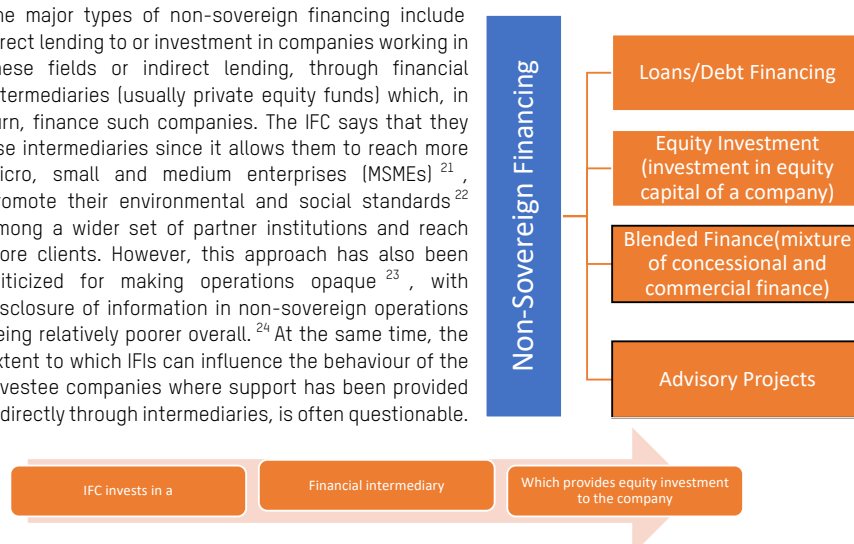 he major types of non-sovereign financing include
rect lending to or investment in companies working in
ese fields or indirect lending, through financial
termediaries (usually private equity funds) which, in
urn, finance such companies. The IFC says that they
se intermediaries since it allows them to reach more
icro, small and medium enterprises (MSMEs) 21 ,
romote their environmental and social standards 22
mong a wider set of partner institutions and reach
ore clients. However, this approach has also been
iticized for making operations opaque 23 , with
sclosure of information in non-sovereign operations
eing relatively poorer overall. 24 At the same time, the
xtent to which IFIs can influence the behaviour of the
vestee companies where support has been provided
directly through intermediaries, is often questionable.
Non-Sovereign Financing
Loans/Debt Financing
Equity Investment
(investment in equity
capital of a company)
Blended Finance(mixture
of concessional and
commercial finance)
Advisory Projects
IFC invests in a
Financial intermediary
Which provides equity investment
to the company